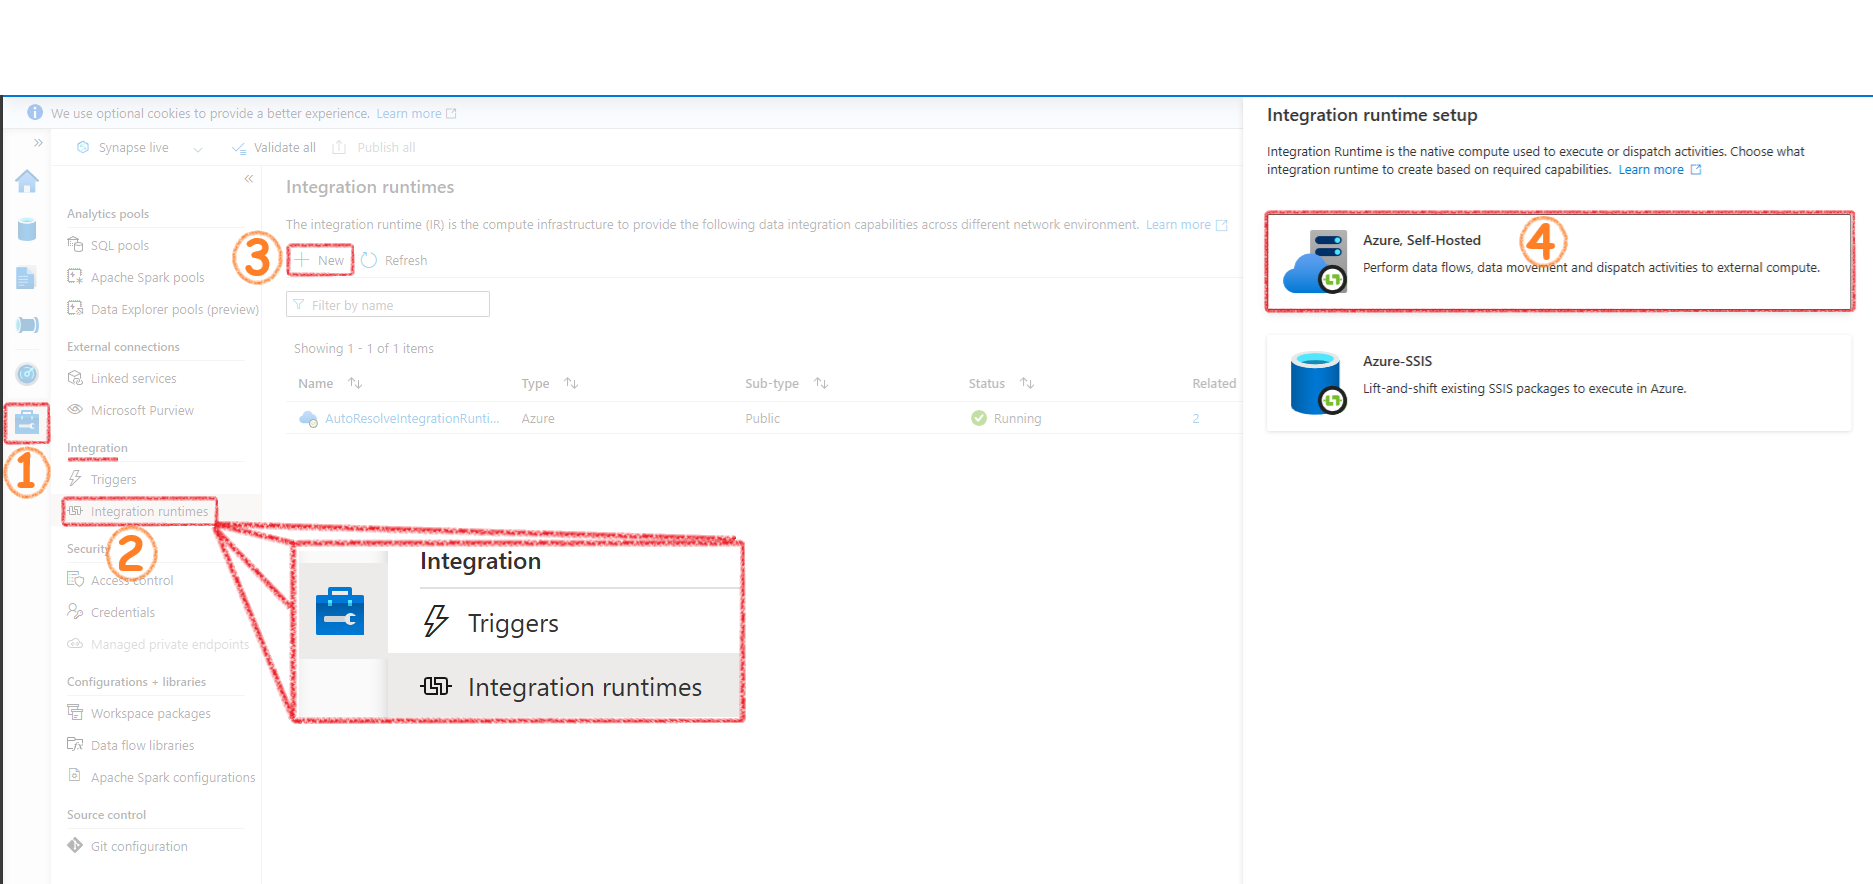 We use optional cookies to provide a better experience. Learn more
Synapse live
Validate all
Publish all
Analytics pools
SQL pools
Apache Spark pools
Data Explorer pools (preview)
External connections
Linked services
Microsoft Purview
1
Integration
Triggers
Integration runtimes
2
Security
Access control
Credentials
Managed private endpoints
Configurations + libraries
Workspace packages
Data flow libraries
Apache Spark configurations
Source control
Git configuration
Integration runtimes
The integration runtime (IR) is the compute infrastructure to provide the following data integration capabilities across different network environment. Learn more
3
New
Refresh
Filter by name
Showing 1 - 1 of 1 items
Name Type Sub-type Status Related
AutoResolveIntegrationRunti... Azure Public Running 2
Integration
Triggers
Integration runtimes
Integration runtime setup
Integration Runtime is the native compute used to execute or dispatch activities. Choose what
integration runtime to create based on required capabilities. Learn more
Azure, Self-Hosted
4
Perform data flows, data movement and dispatch activities to external compute.
Azure-SSIS
Lift-and-shift existing SSIS packages to execute in Azure.